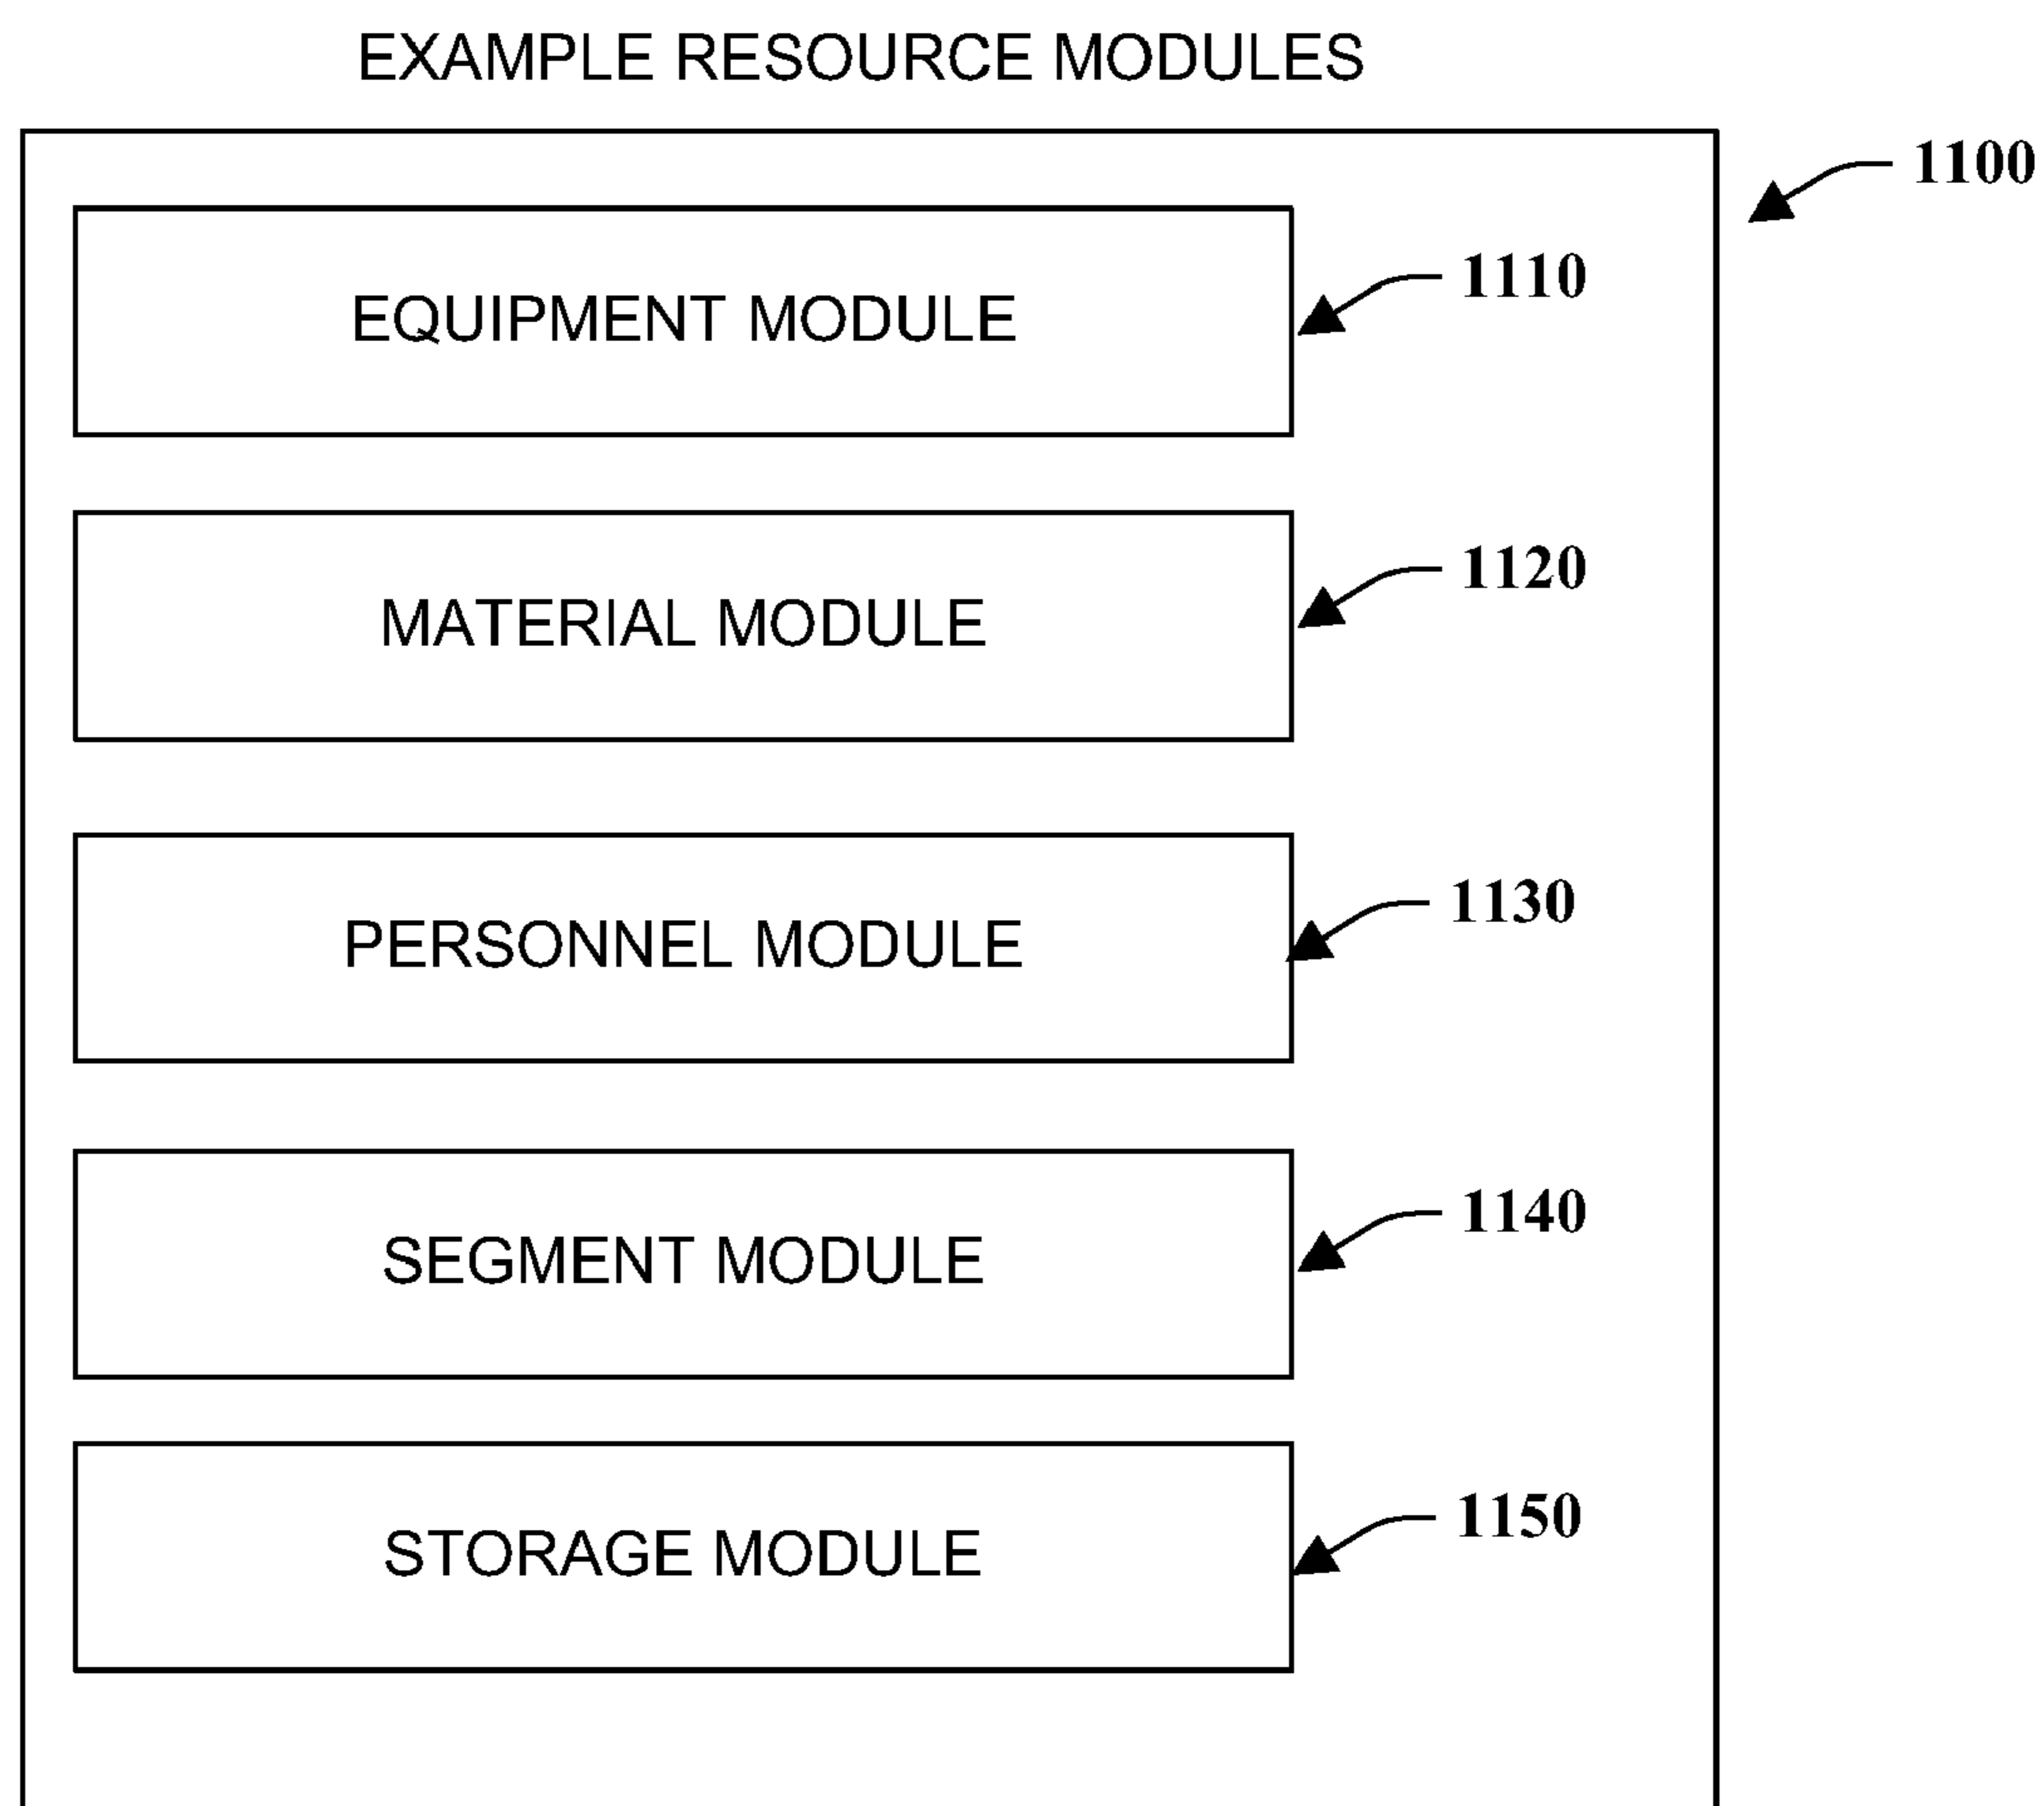 EXAMPLE RESOURCE MODULES
1100
EQUIPMENT MODULE
1110
MATERIAL MODULE
1120
PERSONNEL MODULE
1130
SEGMENT MODULE
1140
STORAGE MODULE
1150